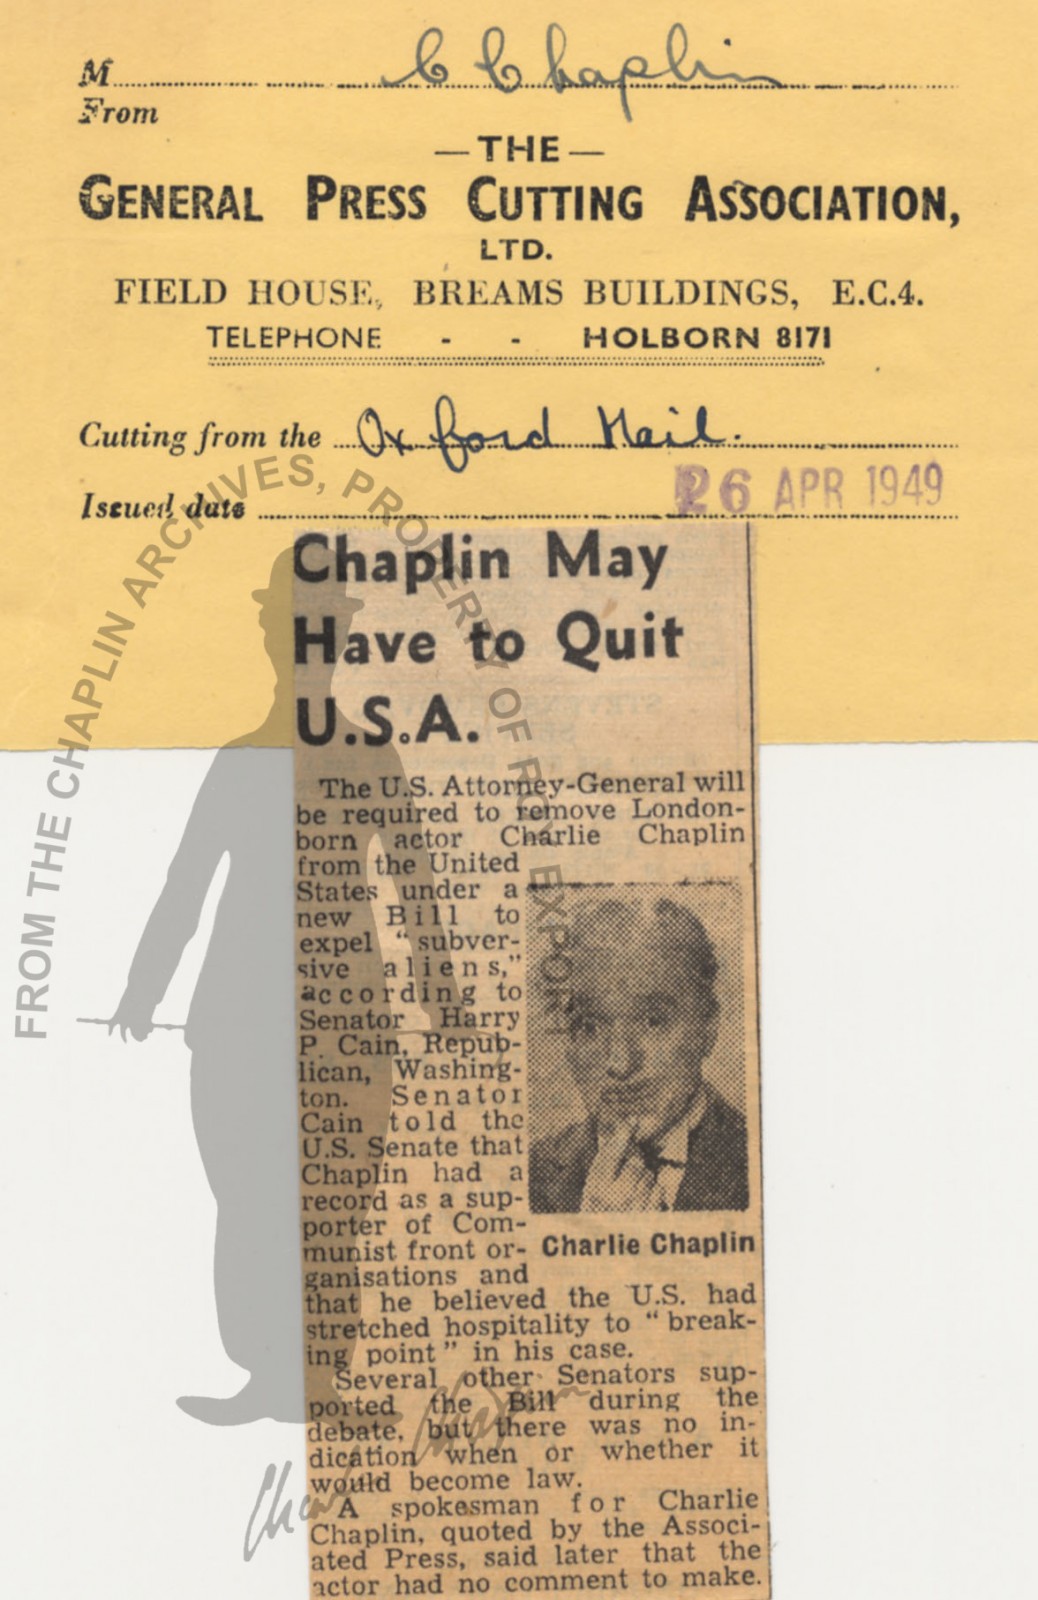 M C Chaplin
From
— THE —
GENERAL PRESS CUTTING ASSOCIATION,
LTD.
FIELD HOUSE, BREAMS BUILDINGS, E.C.4.
TELEPHONE - - HOLBORN 8171
Cutting from the Oxford Mail.
Issued date 26 APR 1949
Chaplin May
Have to Quit
U.S.A.
The U.S. Attorney-General will
be required to remove London-
born actor Charlie Chaplin
from the United
States under a
new Bill to
expel “subver-
sive aliens,”
according to
Senator Harry
P. Cain, Repub-
lican, Washing-
ton. Senator
Cain told the
U.S. Senate that
Chaplin had a
record as a sup-
porter of Com-
munist front or-
ganisations and
that he believed the U.S. had
stretched hospitality to “break-
ing point” in his case.
Charlie Chaplin
Several other Senators sup-
ported the Bill during the
debate, but there was no in-
dication when or whether it
would become law.
A spokesman for Charlie
Chaplin, quoted by the Associ-
ated Press, said later that the
actor had no comment to make.
FROM THE CHAPLIN ARCHIVES, PROPERTY OF ROY EXPORT
Charlie Chaplin